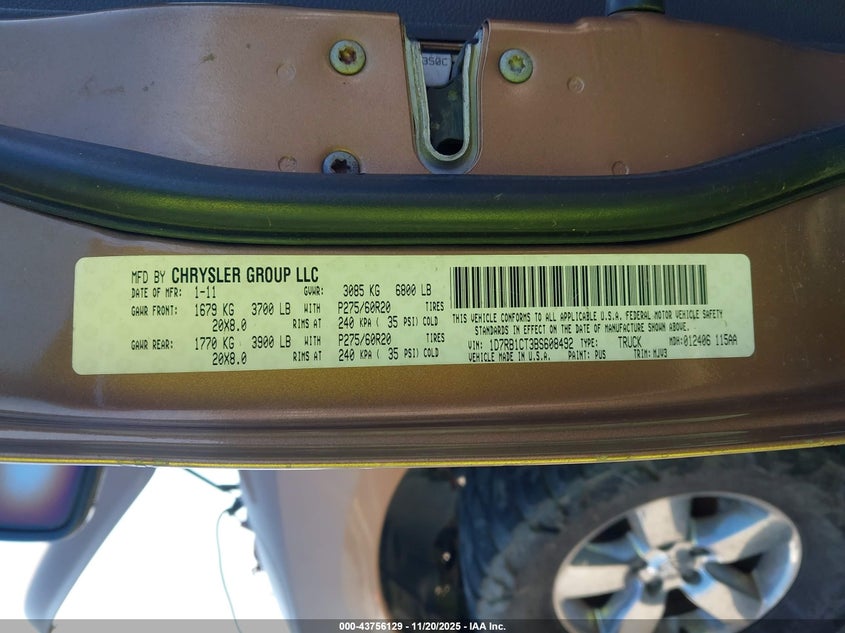 350C
MFD BY CHRYSLER GROUP LLC
DATE OF MFR: 1-11 GVWR: 3085 KG 6800 LB
GAWR FRONT: 1679 KG 3700 LB WITH P275/60R20 TIRES
20X8.0 RIMS AT 240 KPA ( 35 PSI) COLD
GAWR REAR: 1770 KG 3900 LB WITH P275/60R20 TIRES
20X8.0 RIMS AT 240 KPA ( 35 PSI) COLD
THIS VEHICLE CONFORMS TO ALL APPLICABLE U.S.A. FEDERAL MOTOR VEHICLE SAFETY
STANDARDS IN EFFECT ON THE DATE OF MANUFACTURE SHOWN ABOVE.
VIN: 1D7RB1CT3BS608492 TYPE: TRUCK MDH: 012406 115AA
VEHICLE MADE IN U.S.A. PAINT: PUS TRIM: MJV3
000-43756129 - 11/20/2025 - IAA Inc.